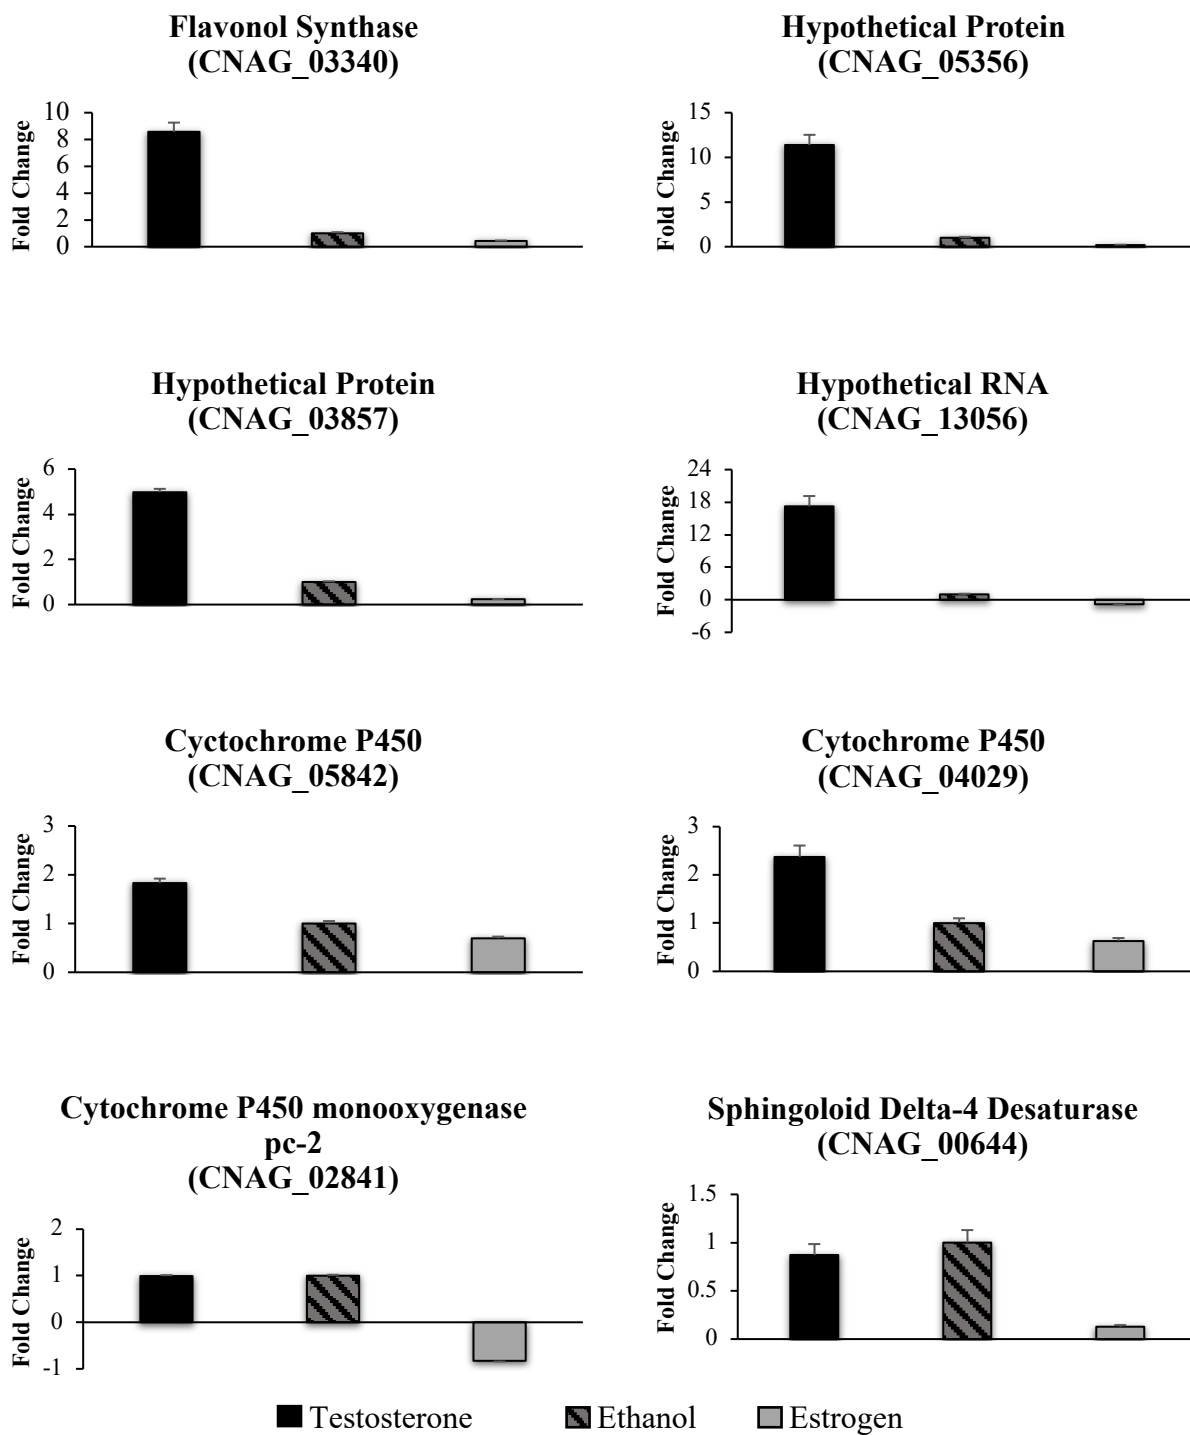 Flavonol Synthase
(CNAG_03340)
Fold Change
10
8
6
4
2
0
Hypothetical Protein
(CNAG_05356)
Fold Change
15
10
5
0
Hypothetical Protein
(CNAG_03857)
Fold Change
6
4
2
0
Hypothetical RNA
(CNAG_13056)
Fold Change
24
18
12
6
0
-6
Cyctochrome P450
(CNAG_05842)
Fold Change
3
2
1
0
Cytochrome P450
(CNAG_04029)
Fold Change
3
2
1
0
Cytochrome P450 monooxygenase
pc-2
(CNAG_02841)
Fold Change
2
1
0
-1
Sphingoloid Delta-4 Desaturase
(CNAG_00644)
Fold Change
1.5
1
0.5
0
Testosterone Ethanol Estrogen